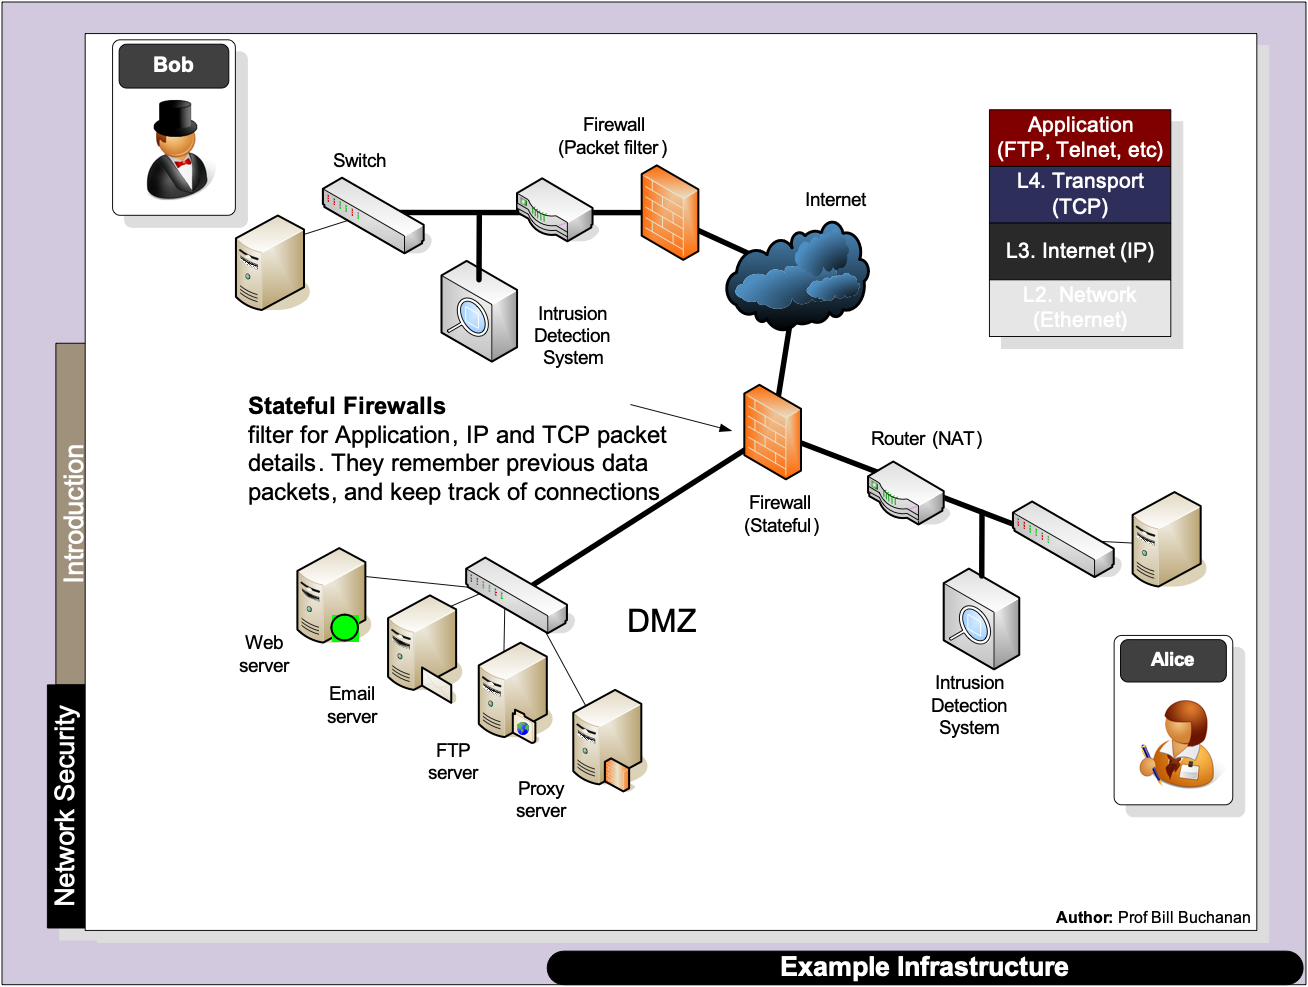 Bob
Firewall
(Packet filter)
Switch
Internet
Application
(FTP, Telnet, etc)
L4. Transport
(TCP)
L3. Internet (IP)
L2. Network
(Ethernet)
Intrusion
Detection
System
Stateful Firewalls
filter for Application, IP and TCP packet
details. They remember previous data
packets, and keep track of connections
Router (NAT)
Firewall
(Stateful)
DMZ
Web
server
Email
server
FTP
server
Proxy
server
Intrusion
Detection
System
Alice
Introduction
Network Security
Author: Prof Bill Buchanan
Example Infrastructure